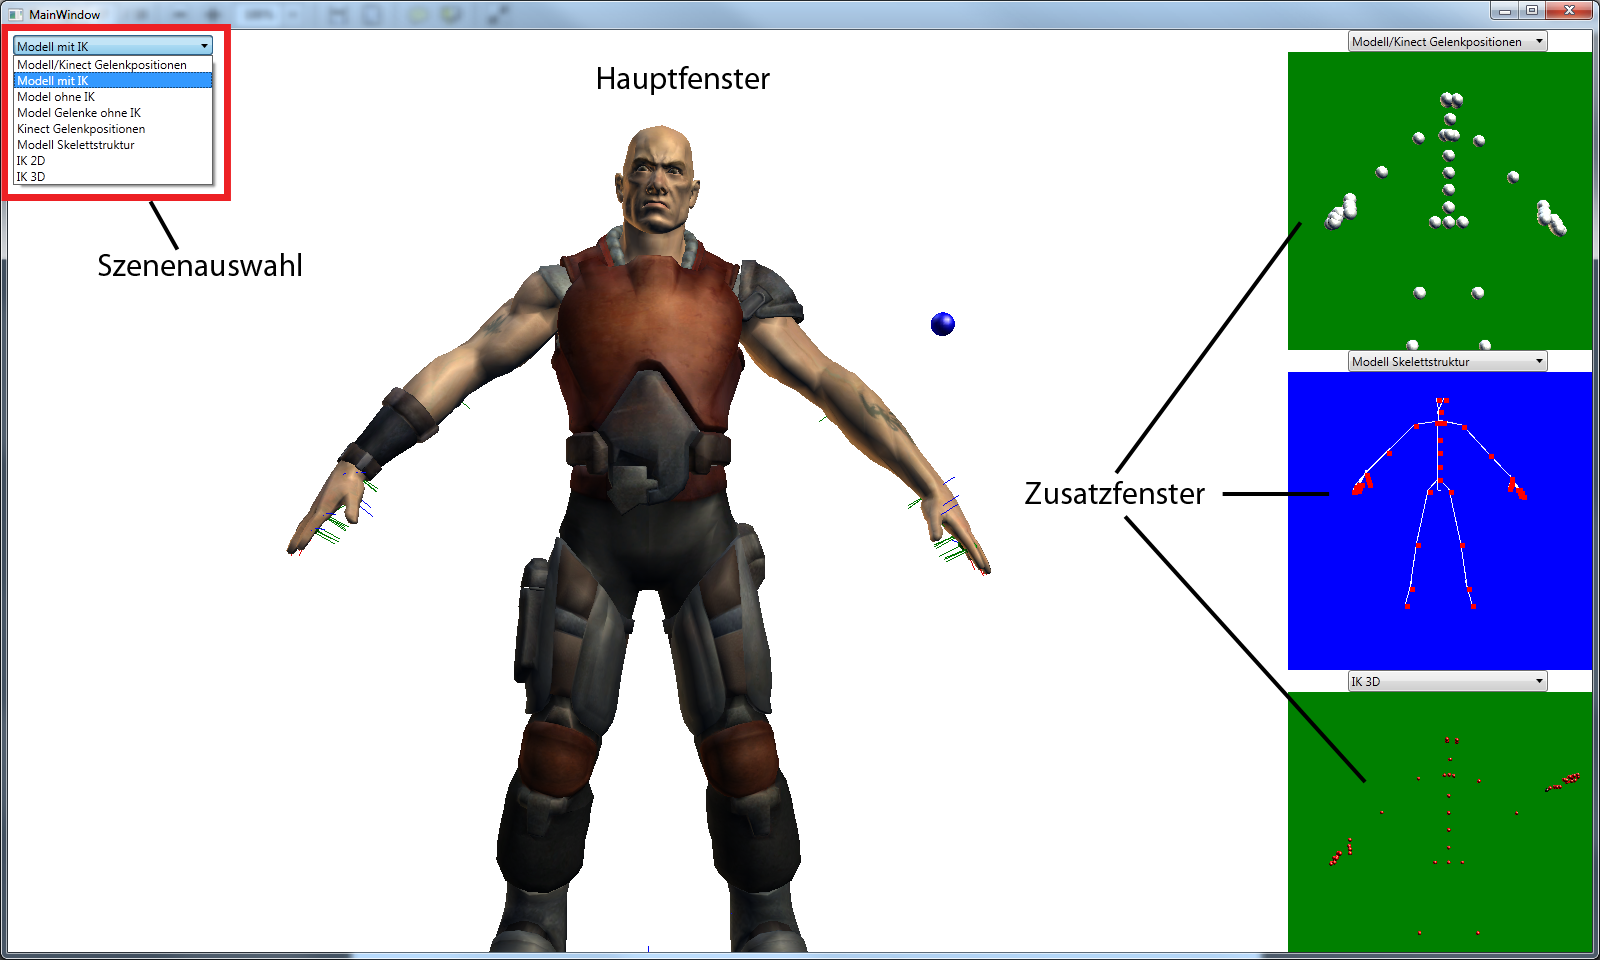 MainWindow
100%
Modell mit IK
Modell/Kinect Gelenkpositionen
Modell mit IK
Model ohne IK
Model Gelenke ohne IK
Kinect Gelenkpositionen
Modell Skelettstruktur
IK 2D
IK 3D
Szenenauswahl
Hauptfenster
Modell/Kinect Gelenkpositionen
Modell Skelettstruktur
Zusatzfenster
IK 3D